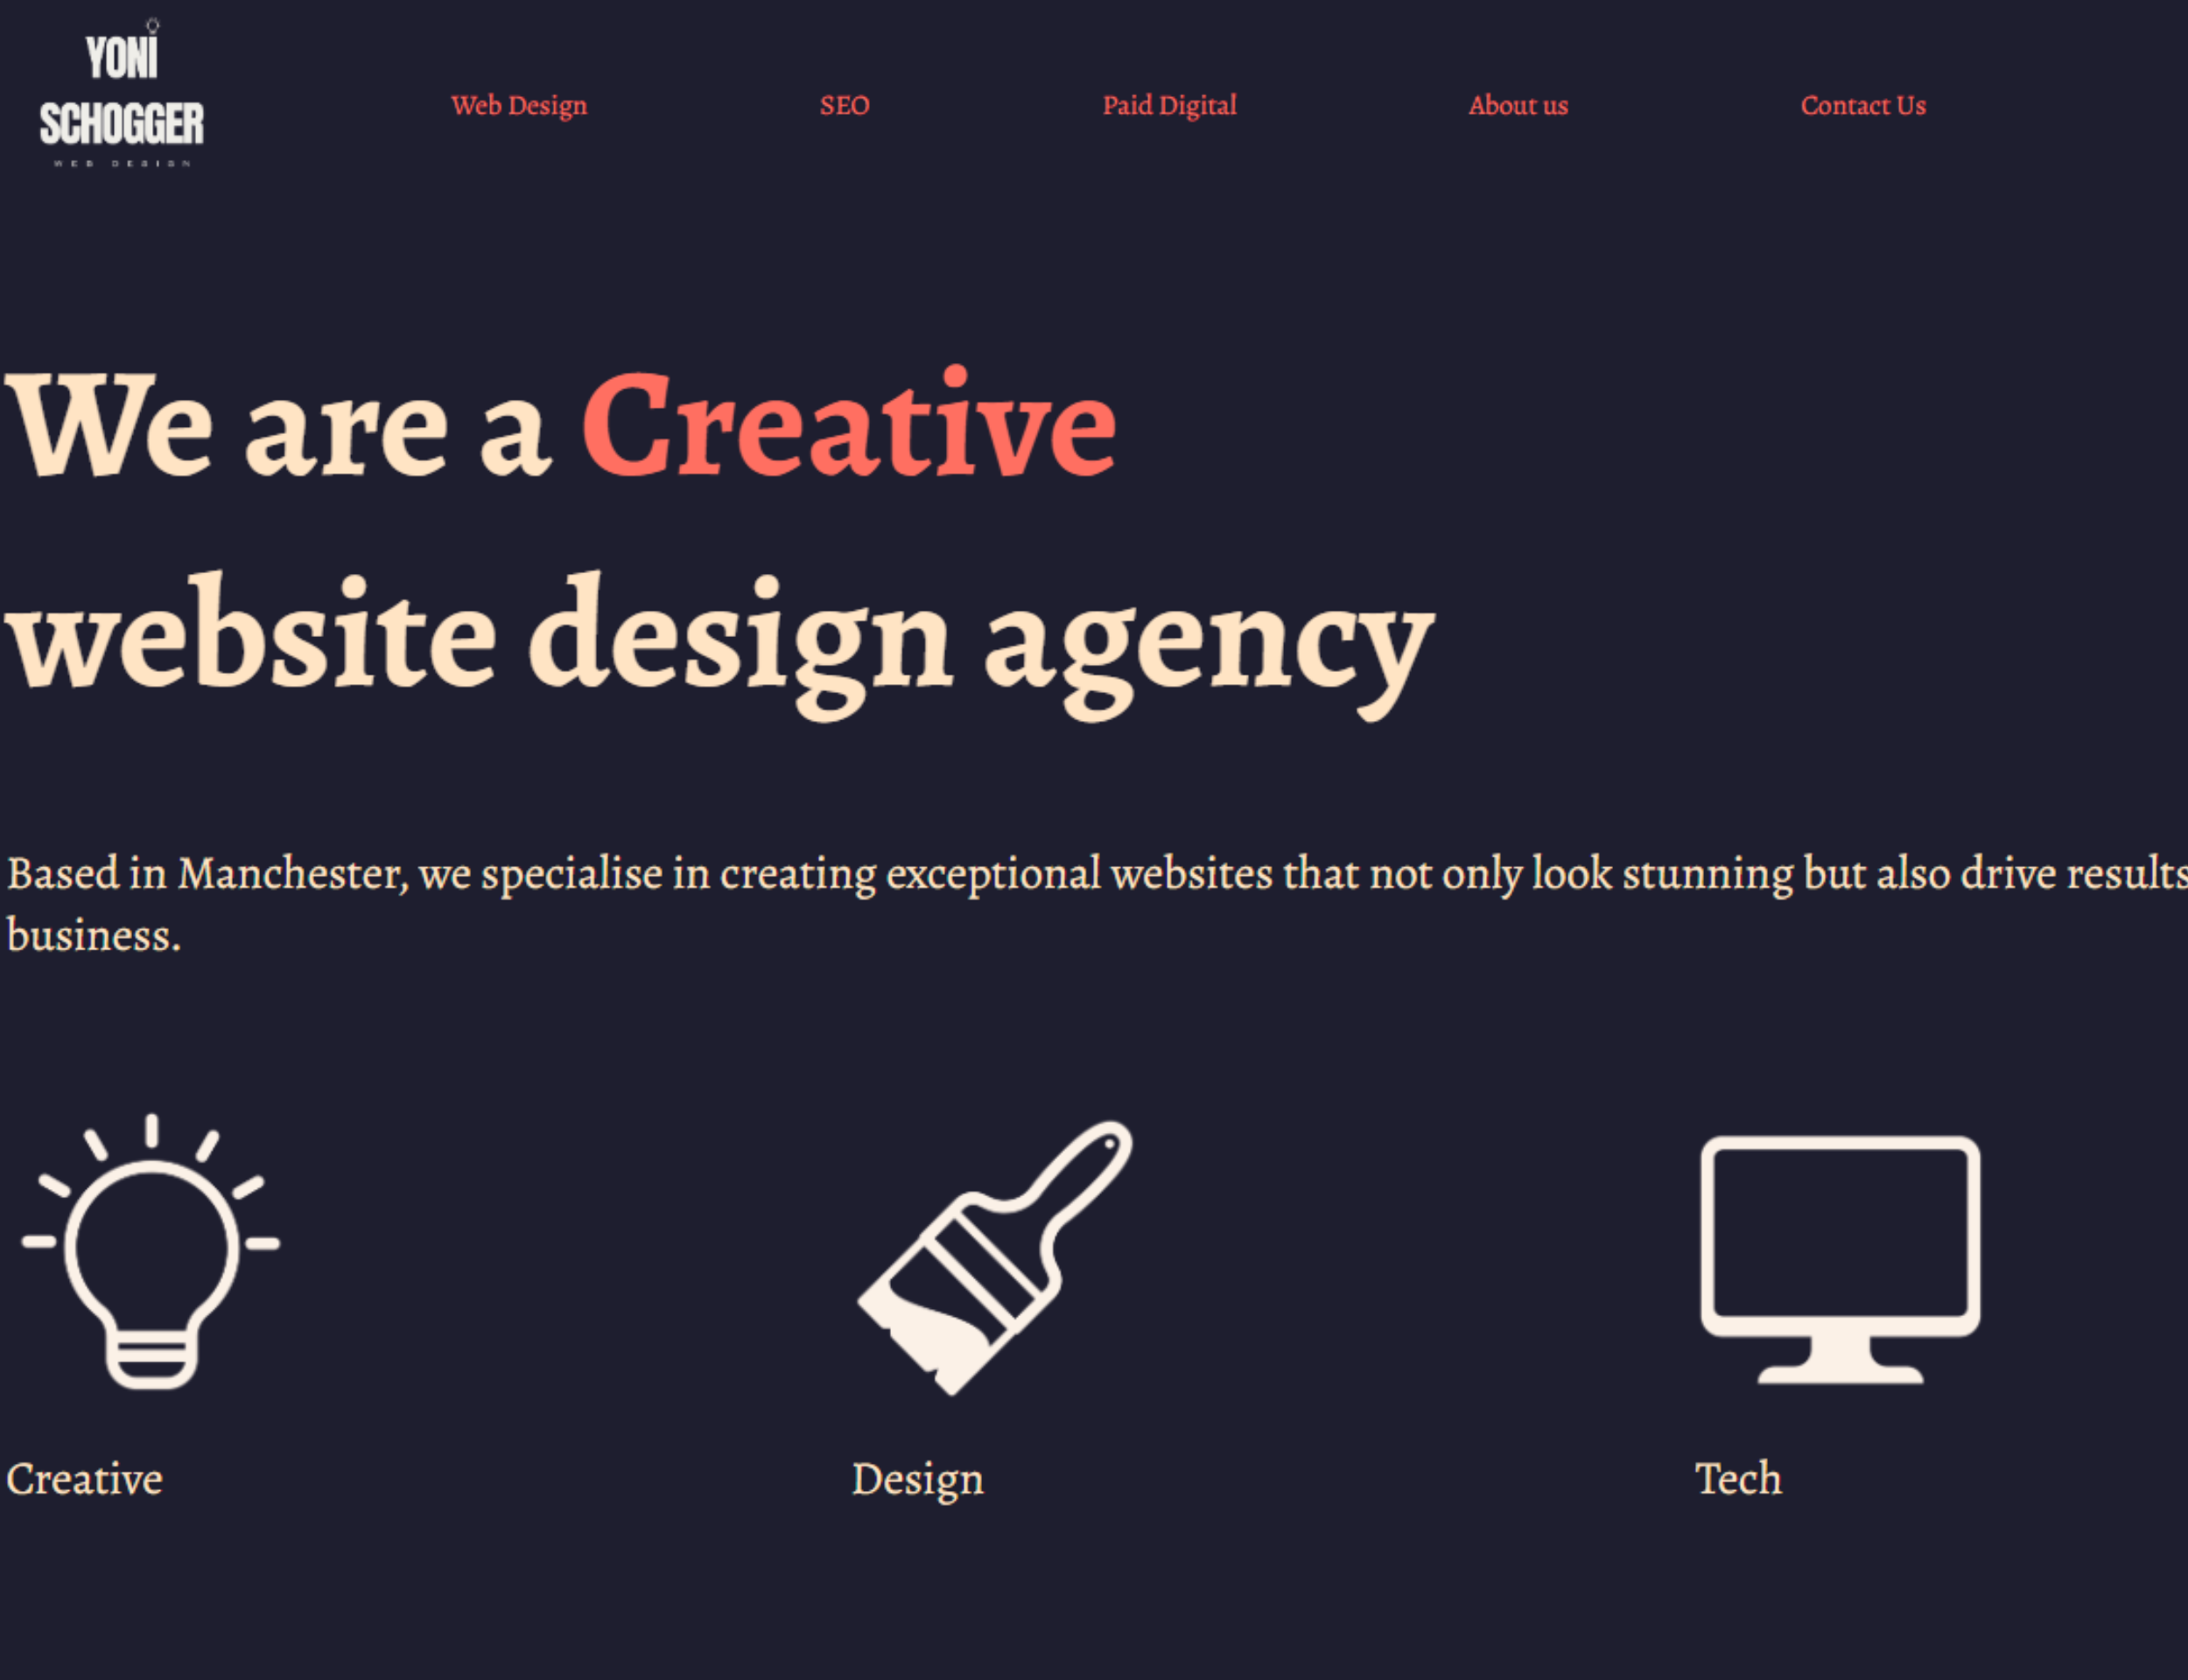 YONI
SCHOGGER
WEB DESIGN
Web Design SEO Paid Digital About us Contact Us
We are a Creative
website design agency
Based in Manchester, we specialise in creating exceptional websites that not only look stunning but also drive results
business.
Creative Design Tech